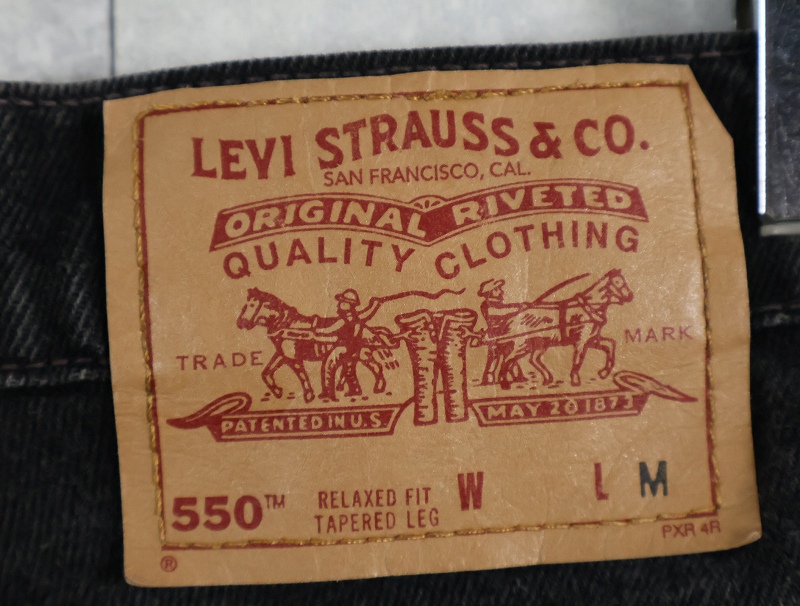 LEVI STRAUSS & CO.
SAN FRANCISCO, CAL.
ORIGINAL RIVETED
QUALITY CLOTHING
TRADE MARK
PATENTED IN U.S. MAY 20 1873
550™ RELAXED FIT W L M
TAPERED LEG
PXR 4R
®